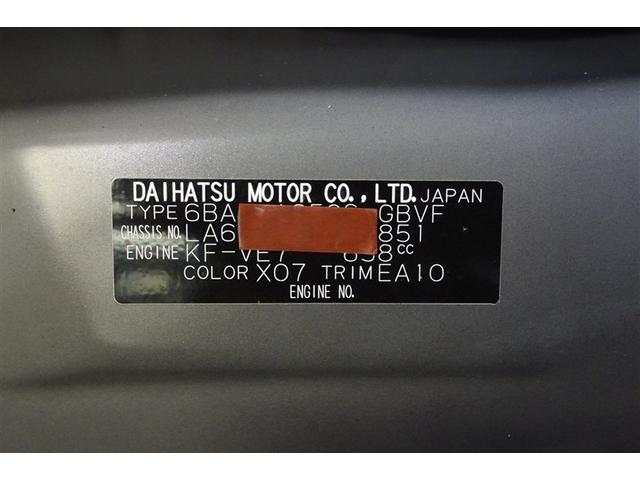 DAIHATSU MOTOR CO., LTD. JAPAN
TYPE 6BA GBVF
CHASSIS NO. LA6 851
ENGINE KF-VE7 658cc
COLOR X07 TRIM EA10
ENGINE NO.